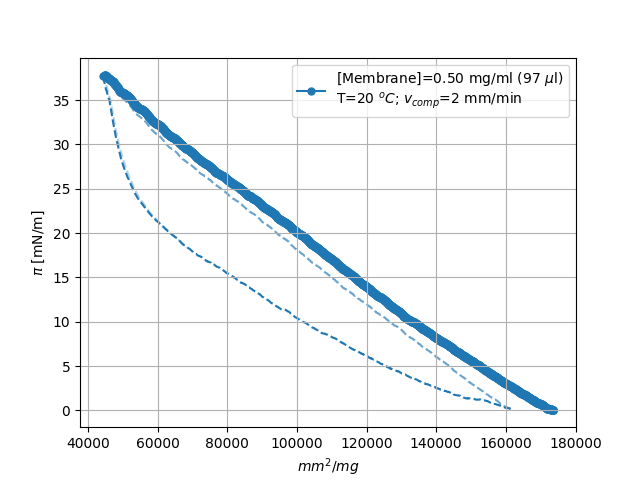 [Membrane]=0.50 mg/ml (97 μl)
T=20 °C; v_comp=2 mm/min
π [mN/m]
35
30
25
20
15
10
5
0
40000 60000 80000 100000 120000 140000 160000 180000
mm²/mg